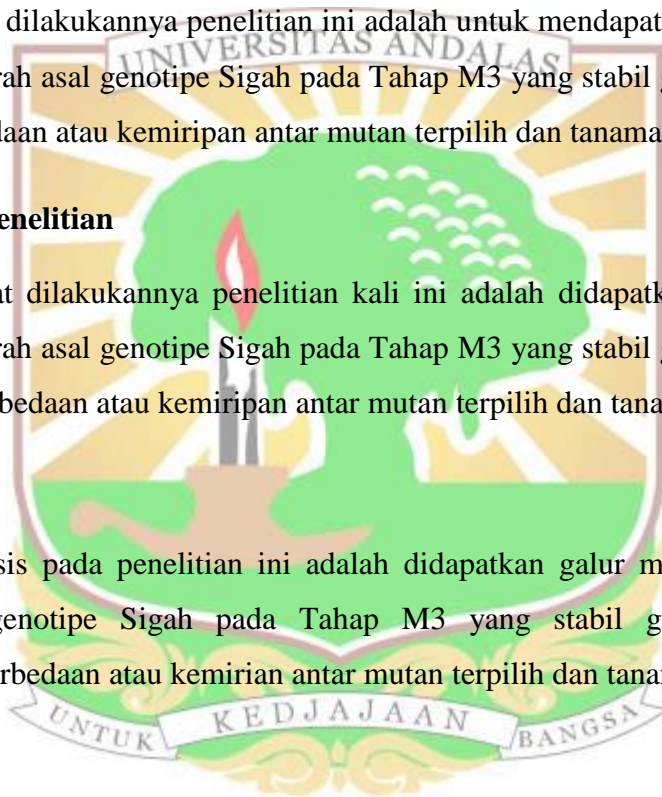 dilakukannya penelitian ini adalah untuk mendapat
UNIVERSITAS ANDALAS
rah asal genotipe Sigah pada Tahap M3 yang stabil
daan atau kemiripan antar mutan terpilih dan tanama
enelitian
at dilakukannya penelitian kali ini adalah didapatk
rah asal genotipe Sigah pada Tahap M3 yang stabil
bedaan atau kemiripan antar mutan terpilih dan tana
sis pada penelitian ini adalah didapatkan galur m
genotipe Sigah pada Tahap M3 yang stabil g
rbedaan atau kemirian antar mutan terpilih dan tanar
UNTUK KEDJAJAAN BANGSA